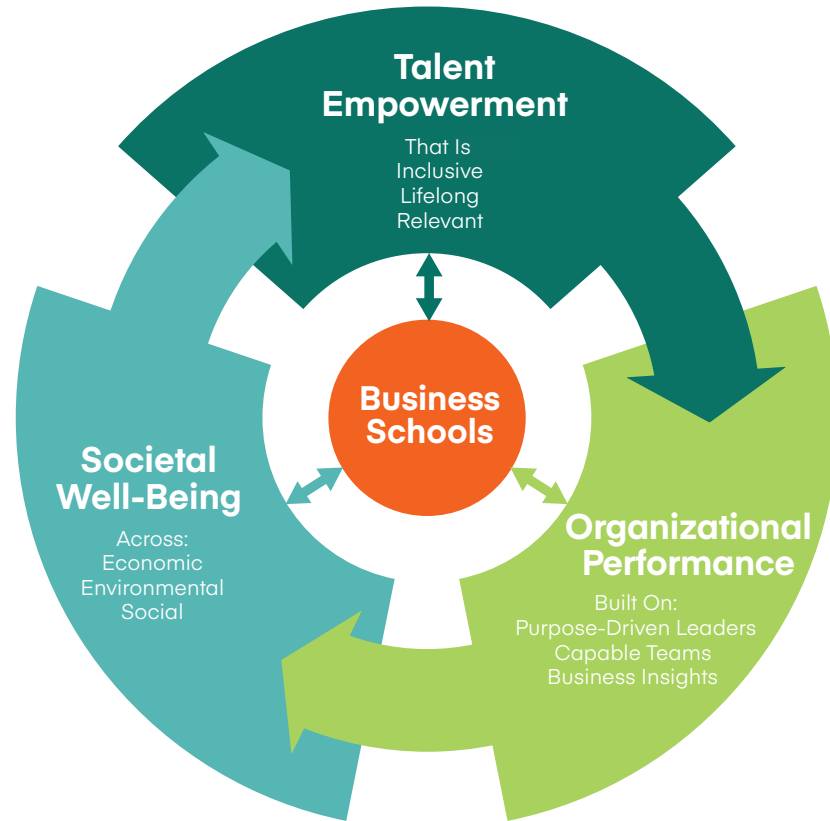 Talent
Empowerment
That Is
Inclusive
Lifelong
Relevant
Business
Schools
Societal
Well-Being
Across:
Economic
Environmental
Social
Organizational
Performance
Built On:
Purpose-Driven Leaders
Capable Teams
Business Insights